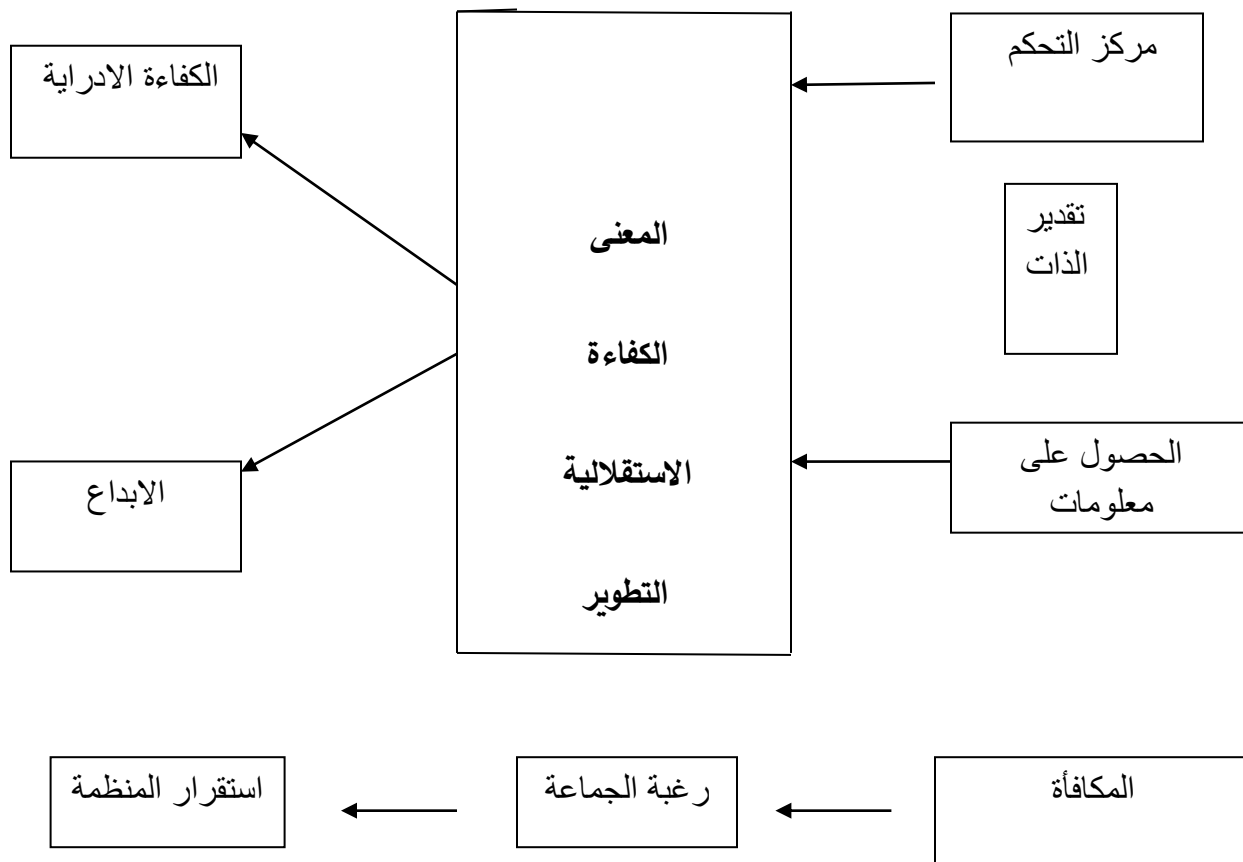 مركز التحكم
الكفاءة الادراية
تقدير
الذات
المعنى
الكفاءة
الاستقلالية
التطوير
الحصول على
معلومات
الابداع
المكافأة
رغبة الجماعة
استقرار المنظمة